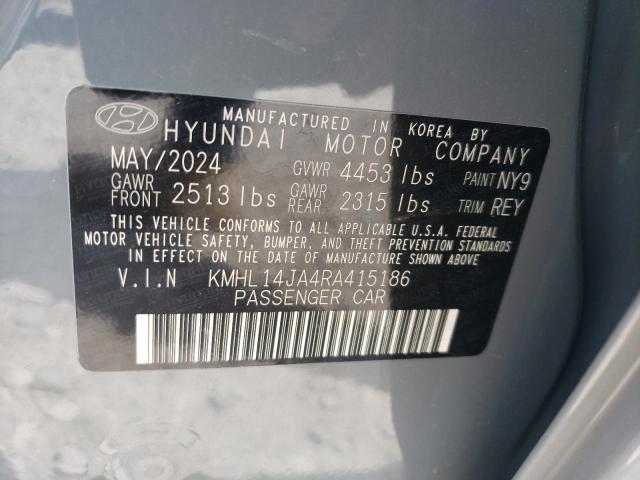 MANUFACTURED IN KOREA BY
HYUNDAI MOTOR COMPANY
MAY/2024 GVWR 4453 lbs PAINT NY9
GAWR FRONT 2513 lbs GAWR REAR 2315 lbs TRIM REY
THIS VEHICLE CONFORMS TO ALL APPLICABLE U.S.A. FEDERAL
MOTOR VEHICLE SAFETY, BUMPER, AND THEFT PREVENTION STANDARDS
IN EFFECT ON THE DATE OF MANUFACTURE SHOWN ABOVE.
V.I.N KMHL14JA4RA415186
PASSENGER CAR